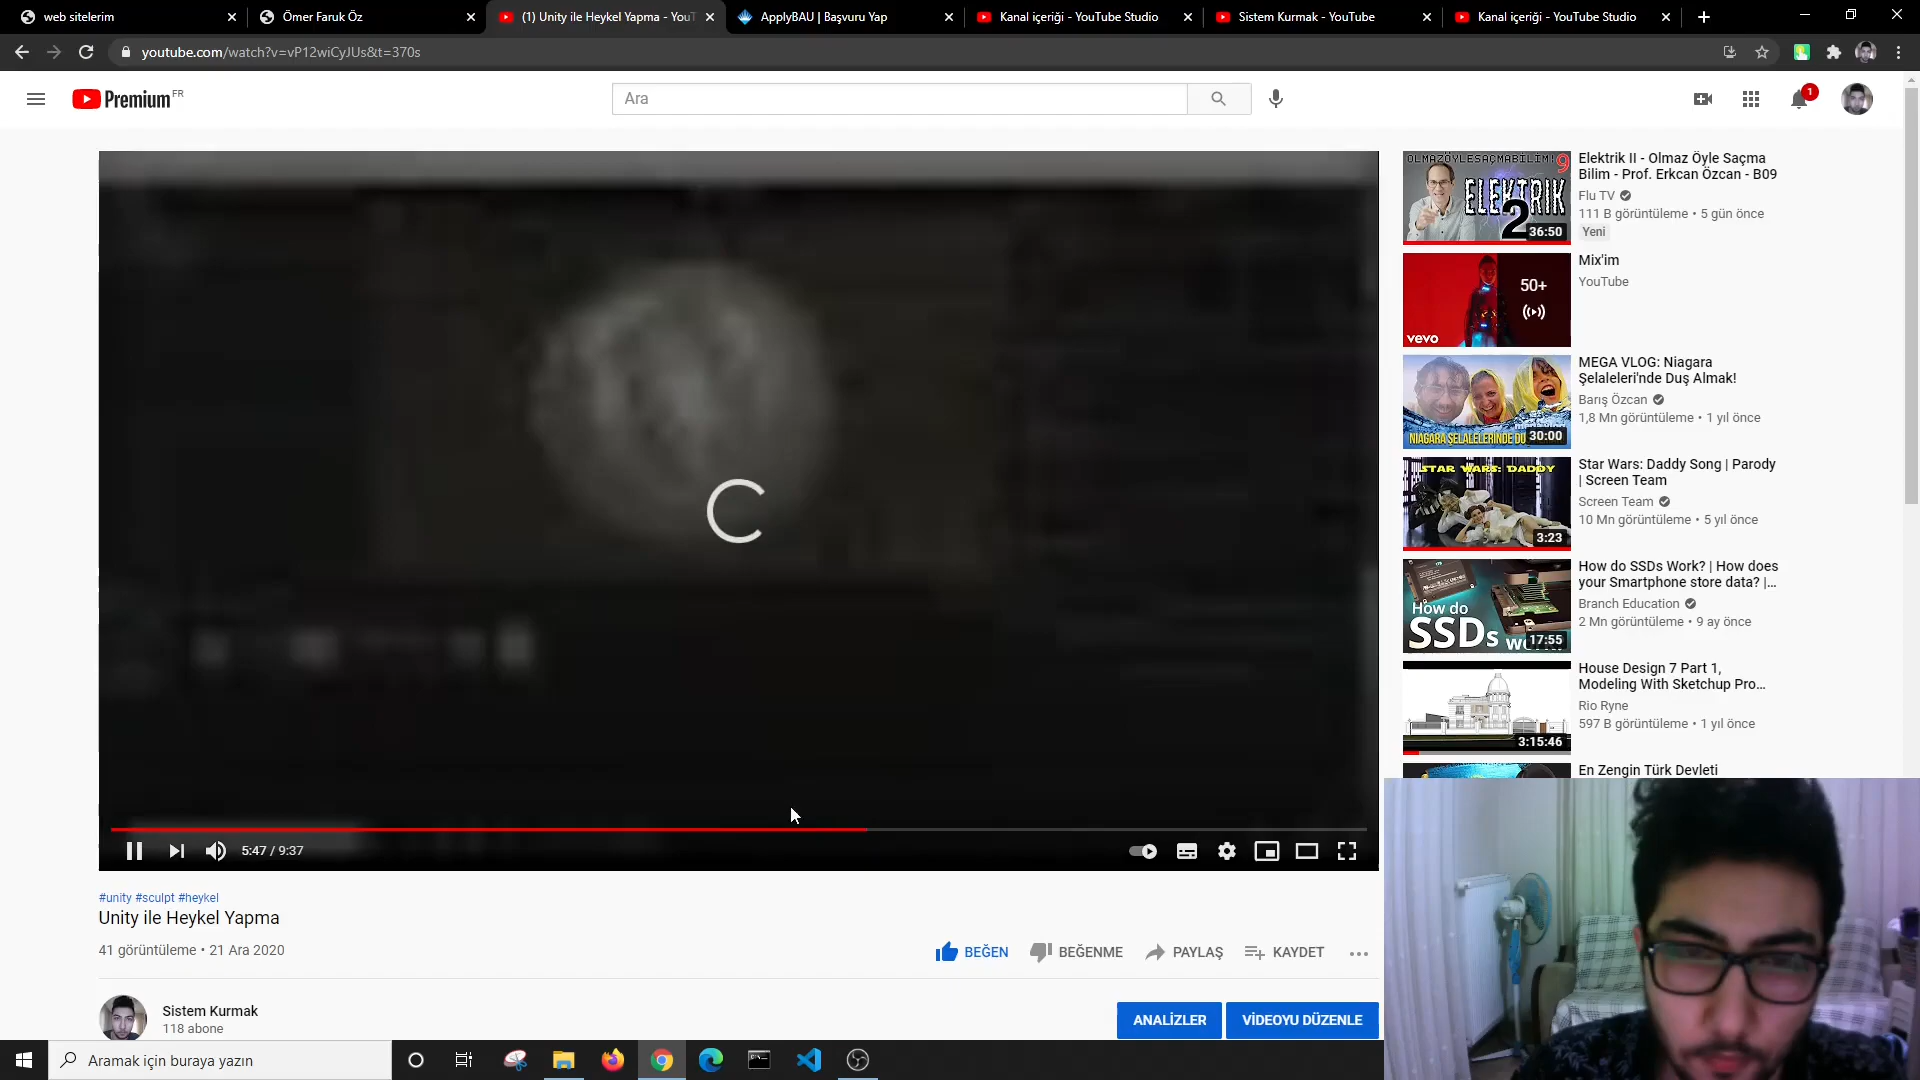 web sitelerim
Ömer Faruk Öz
(1) Unity ile Heykel Yapma - YouT
ApplyBAU | Başvuru Yap
Kanal içeriği - YouTube Studio
Sistem Kurmak - YouTube
Kanal içeriği - YouTube Studio
youtube.com/watch?v=vP12wiCyJUs&t=370s
Premium FR
Ara
1
OLMAZÖYLESAÇMABİLİM! 9
ELEKTRİK
2
36:50
Elektrik II - Olmaz Öyle Saçma
Bilim - Prof. Erkcan Özcan - B09
Flu TV
111 B görüntüleme • 5 gün önce
Yeni
50+
vevo
Mix'im
YouTube
NİAGARA ŞELALELERİNDE DU
30:00
MEGA VLOG: Niagara
Şelaleleri'nde Duş Almak!
Barış Özcan
1,8 Mn görüntüleme • 1 yıl önce
STAR WARS: DADDY
3:23
Star Wars: Daddy Song | Parody
| Screen Team
Screen Team
10 Mn görüntüleme • 5 yıl önce
How do
SSDs
17:55
How do SSDs Work? | How does
your Smartphone store data? |...
Branch Education
2 Mn görüntüleme • 9 ay önce
3:15:46
House Design 7 Part 1,
Modeling With Sketchup Pro...
Rio Ryne
597 B görüntüleme • 1 yıl önce
En Zengin Türk Devleti
5:47 / 9:37
#unity #sculpt #heykel
Unity ile Heykel Yapma
41 görüntüleme • 21 Ara 2020
BEĞEN
BEĞENME
PAYLAŞ
KAYDET
Sistem Kurmak
118 abone
ANALİZLER
VİDEOYU DÜZENLE
Aramak için buraya yazın